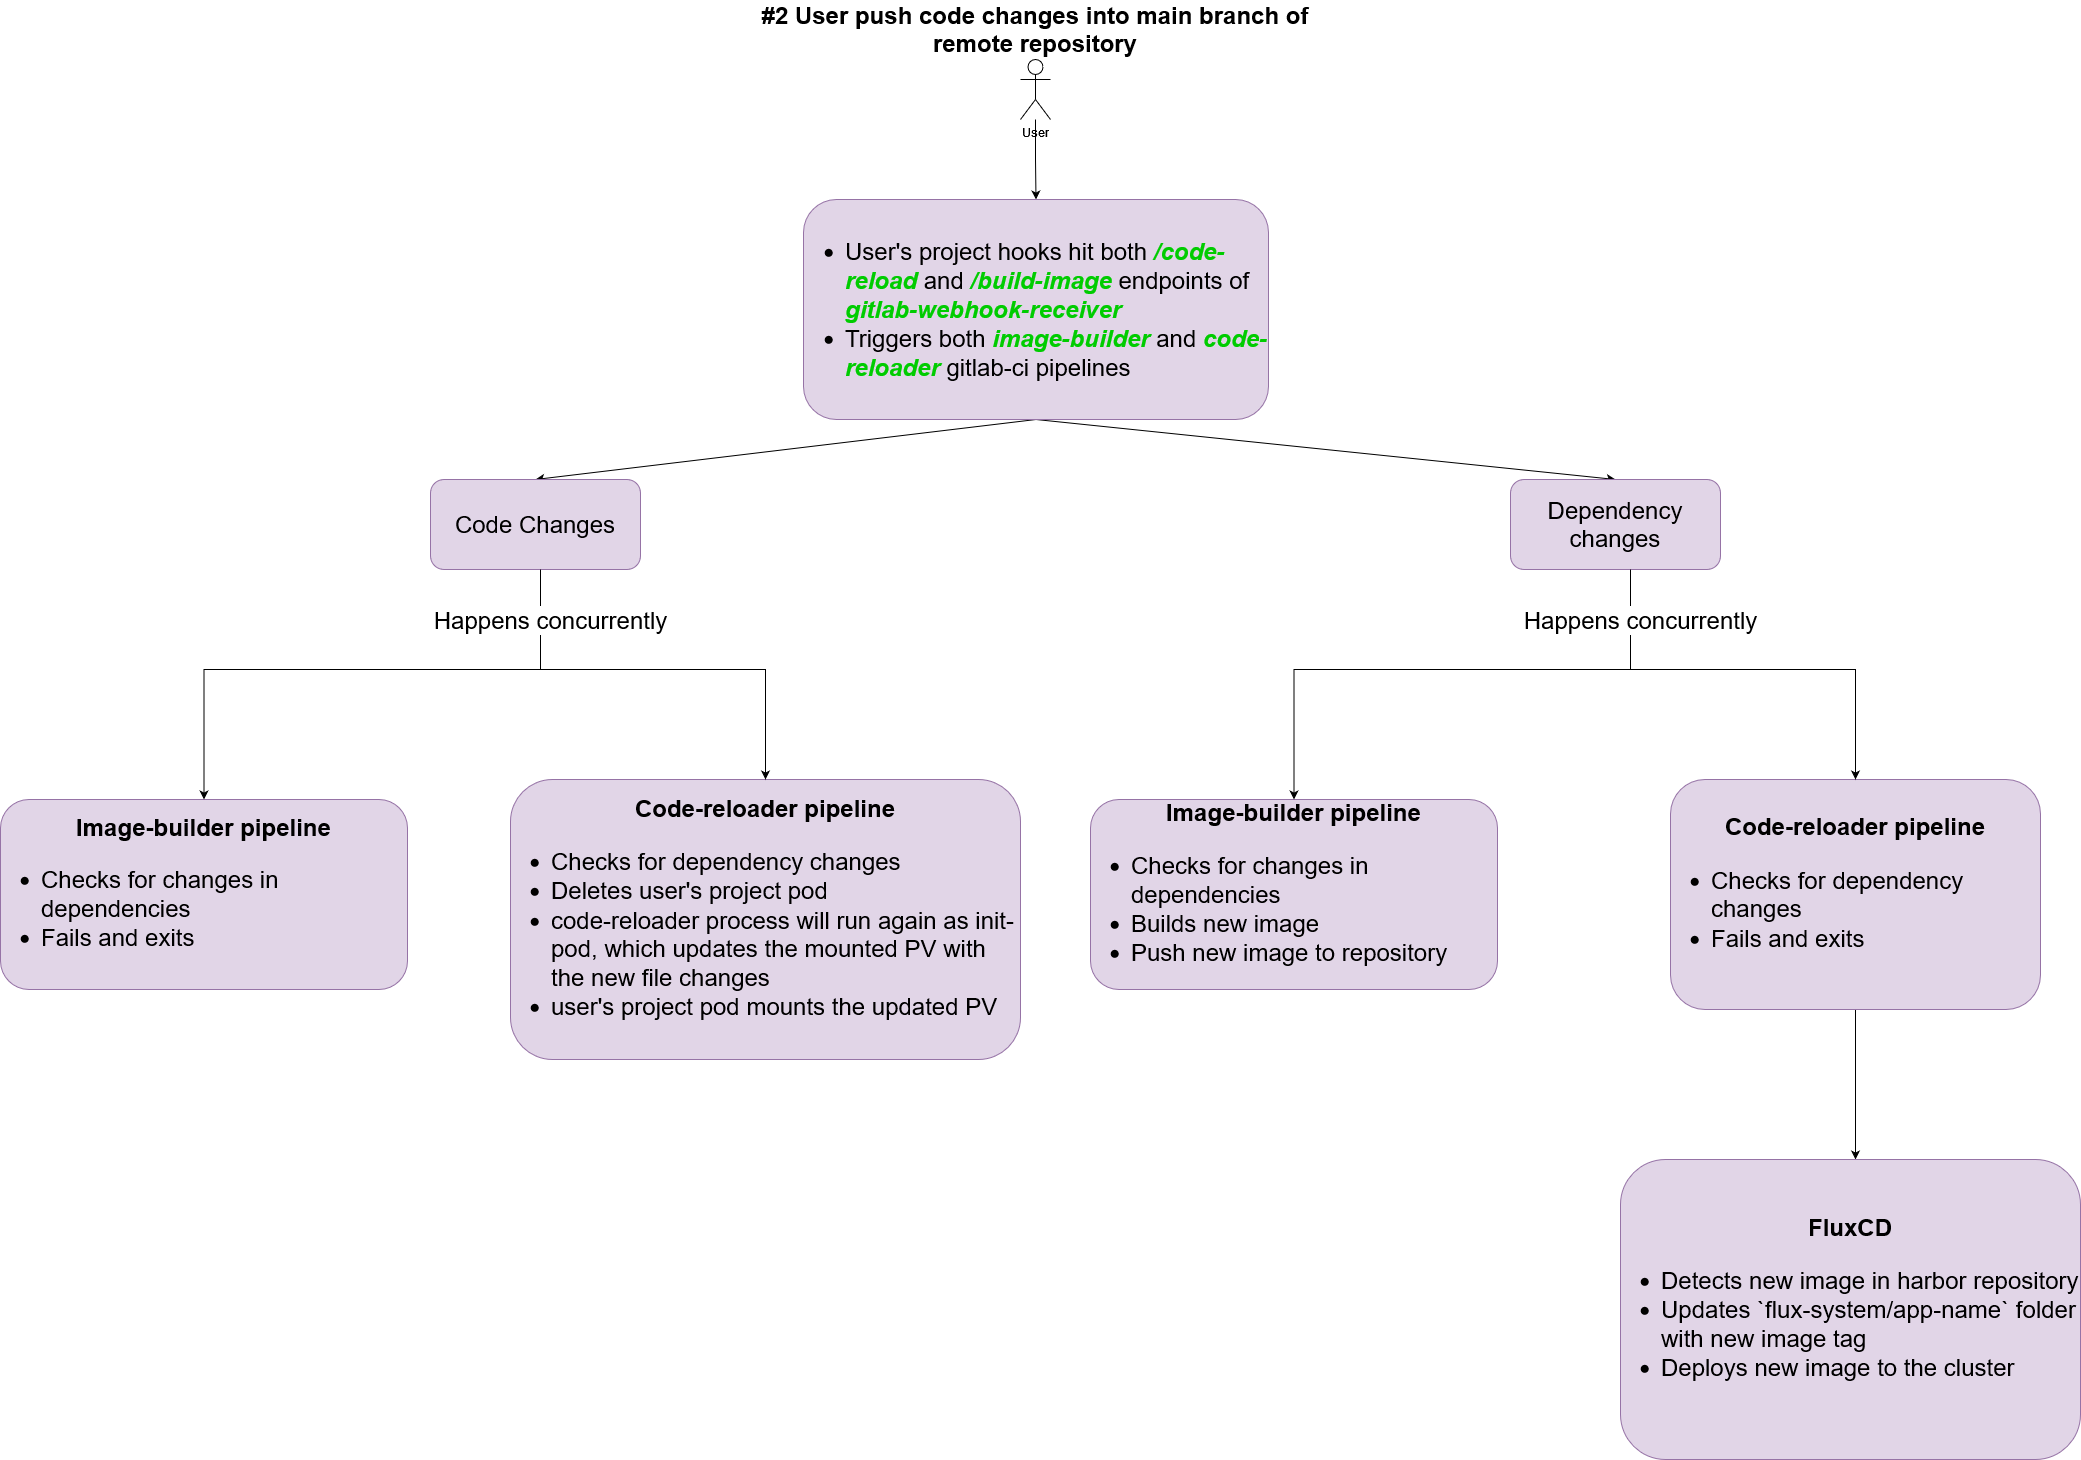 #2 User push code changes into main branch of
remote repository
User
• User's project hooks hit both /code-
reload and /build-image endpoints of
gitlab-webhook-receiver
• Triggers both image-builder and code-
reloader gitlab-ci pipelines
Code Changes
Dependency
changes
Happens concurrently
Happens concurrently
Image-builder pipeline
• Checks for changes in
dependencies
• Fails and exits
Code-reloader pipeline
• Checks for dependency changes
• Deletes user's project pod
• code-reloader process will run again as init-
pod, which updates the mounted PV with
the new file changes
• user's project pod mounts the updated PV
Image-builder pipeline
• Checks for changes in
dependencies
• Builds new image
• Push new image to repository
Code-reloader pipeline
• Checks for dependency
changes
• Fails and exits
FluxCD
• Detects new image in harbor repository
• Updates `flux-system/app-name` folder
with new image tag
• Deploys new image to the cluster